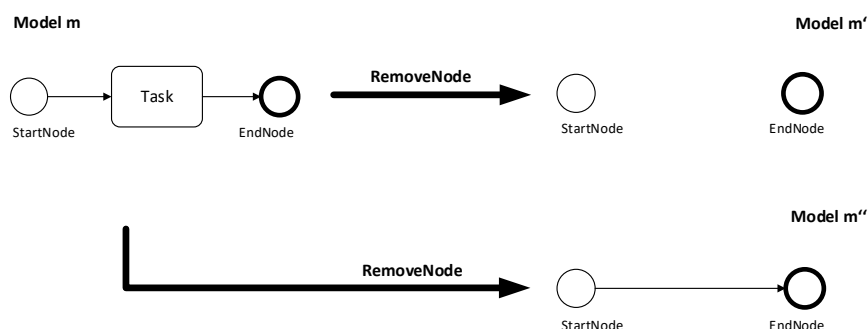 Model m
Model m‘
RemoveNode
Task
StartNode
EndNode
StartNode
EndNode
Model m‘‘
RemoveNode
StartNode
EndNode